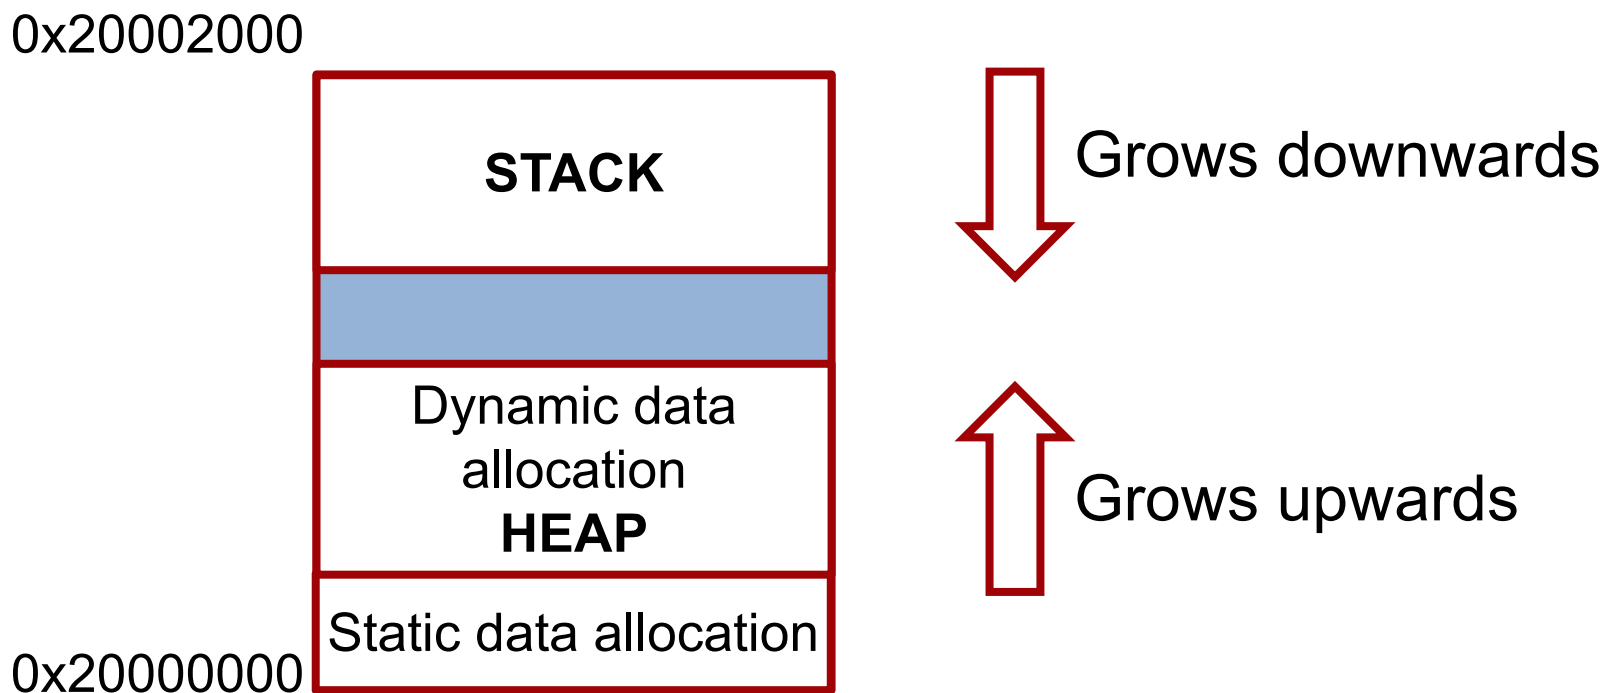 0x20002000
STACK
Grows downwards
Dynamic data
allocation
HEAP
Grows upwards
Static data allocation
0x20000000